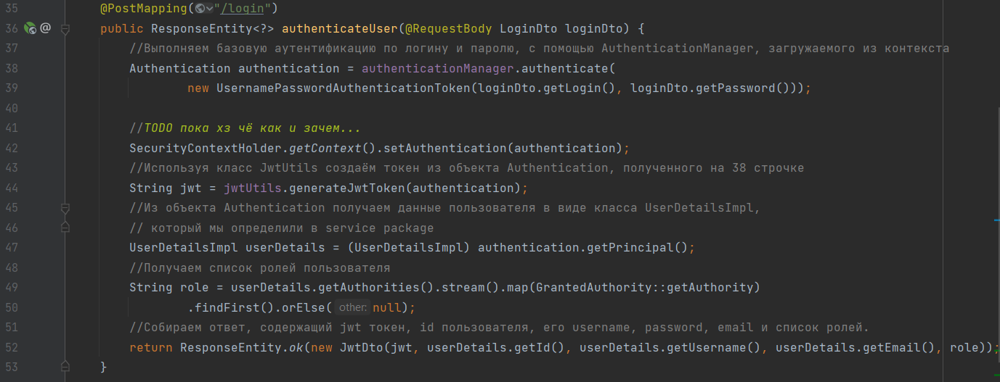 35 @PostMapping("/login")
36 @ public ResponseEntity<?> authenticateUser(@RequestBody LoginDto loginDto) {
37 //Выполняем базовую аутентификацию по логину и паролю, с помощью AuthenticationManager, загружаемого из контекста
38 Authentication authentication = authenticationManager.authenticate(
39 new UsernamePasswordAuthenticationToken(loginDto.getLogin(), loginDto.getPassword()));
40
41 //TODO пока хз чё как и зачем...
42 SecurityContextHolder.getContext().setAuthentication(authentication);
43 //Используя класс JwtUtils создаём токен из объекта Authentication, полученного на 38 строчке
44 String jwt = jwtUtils.generateJwtToken(authentication);
45 //Из объекта Authentication получаем данные пользователя в виде класса UserDetailsImpl,
46 // который мы определили в service package
47 UserDetailsImpl userDetails = (UserDetailsImpl) authentication.getPrincipal();
48 //Получаем список ролей пользователя
49 String role = userDetails.getAuthorities().stream().map(GrantedAuthority::getAuthority)
50 .findFirst().orElse( other: null);
51 //Собираем ответ, содержащий jwt токен, id пользователя, его username, password, email и список ролей.
52 return ResponseEntity.ok(new JwtDto(jwt, userDetails.getId(), userDetails.getUsername(), userDetails.getEmail(), role));
53 }